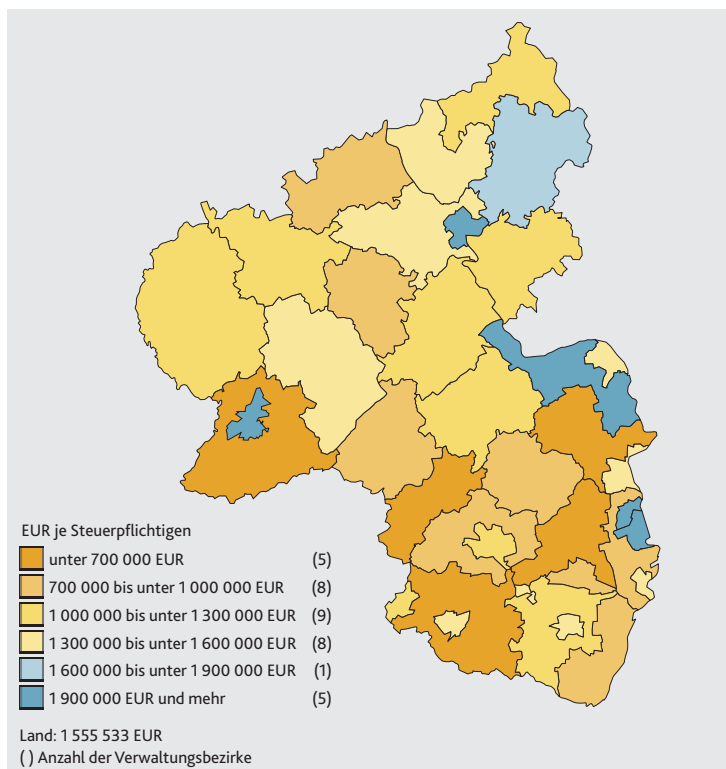 EUR je Steuerpflichtigen
unter 700 000 EUR (5)
700 000 bis unter 1 000 000 EUR (8)
1 000 000 bis unter 1 300 000 EUR (9)
1 300 000 bis unter 1 600 000 EUR (8)
1 600 000 bis unter 1 900 000 EUR (1)
1 900 000 EUR und mehr (5)
Land: 1 555 533 EUR
( ) Anzahl der Verwaltungsbezirke